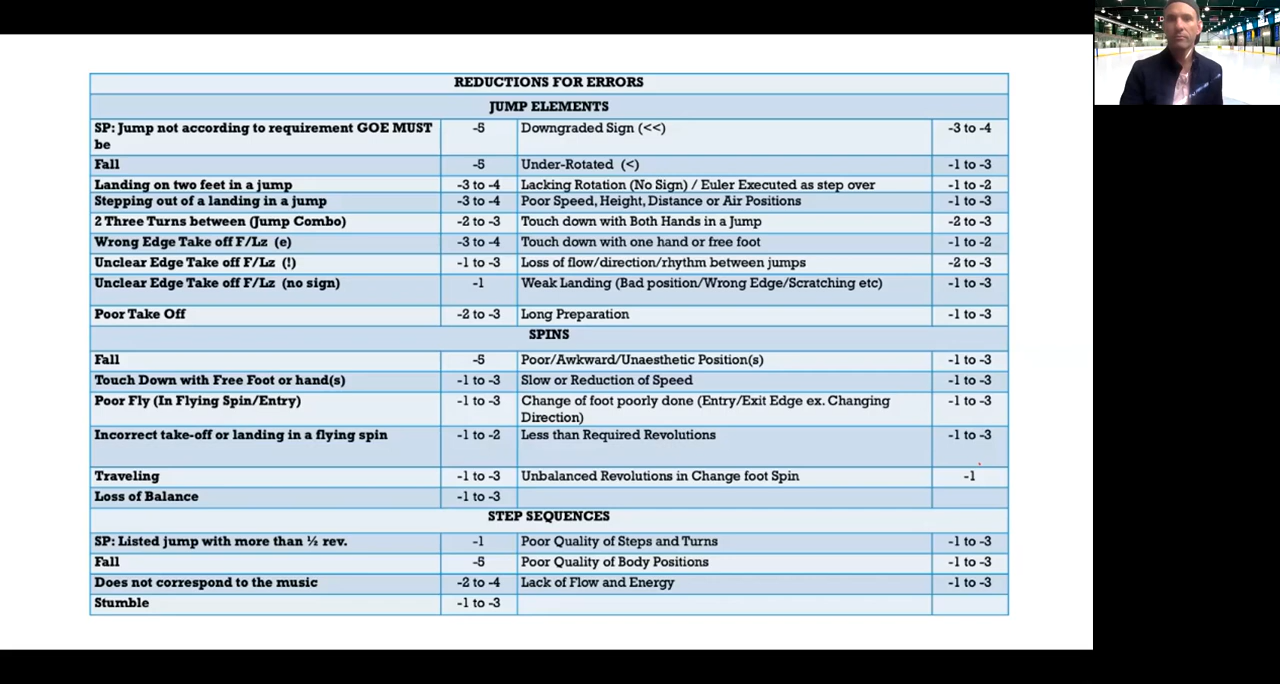 REDUCTIONS FOR ERRORS
JUMP ELEMENTS
SP: Jump not according to requirement GOE MUST be -5 Downgraded Sign (<<) -3 to -4
Fall -5 Under-Rotated (<) -1 to -3
Landing on two feet in a jump -3 to -4 Lacking Rotation (No Sign) / Euler Executed as step over -1 to -2
Stepping out of a landing in a jump -3 to -4 Poor Speed, Height, Distance or Air Positions -1 to -3
2 Three Turns between (Jump Combo) -2 to -3 Touch down with Both Hands in a Jump -2 to -3
Wrong Edge Take off F/Lz (e) -3 to -4 Touch down with one hand or free foot -1 to -2
Unclear Edge Take off F/Lz (!) -1 to -3 Loss of flow/direction/rhythm between jumps -2 to -3
Unclear Edge Take off F/Lz (no sign) -1 Weak Landing (Bad position/Wrong Edge/Scratching etc) -1 to -3
Poor Take Off -2 to -3 Long Preparation -1 to -3
SPINS
Fall -5 Poor/Awkward/Unaesthetic Position(s) -1 to -3
Touch Down with Free Foot or hand(s) -1 to -3 Slow or Reduction of Speed -1 to -3
Poor Fly (In Flying Spin/Entry) -1 to -3 Change of foot poorly done (Entry/Exit Edge ex. Changing Direction) -1 to -3
Incorrect take-off or landing in a flying spin -1 to -2 Less than Required Revolutions -1 to -3
Traveling -1 to -3 Unbalanced Revolutions in Change foot Spin -1
Loss of Balance -1 to -3
STEP SEQUENCES
SP: Listed jump with more than ½ rev. -1 Poor Quality of Steps and Turns -1 to -3
Fall -5 Poor Quality of Body Positions -1 to -3
Does not correspond to the music -2 to -4 Lack of Flow and Energy -1 to -3
Stumble -1 to -3